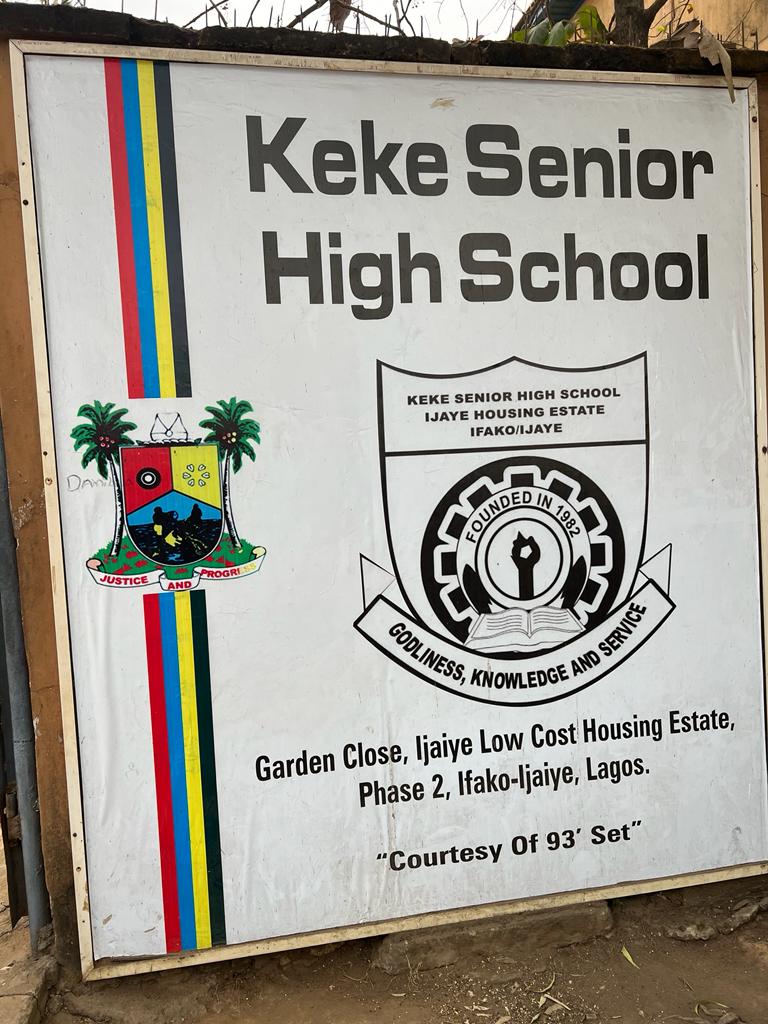 Keke Senior
High School
KEKE SENIOR HIGH SCHOOL
IJAYE HOUSING ESTATE
IFAKO/IJAYE
FOUNDED IN 1982
GODLINESS, KNOWLEDGE AND SERVICE
JUSTICE AND PROGRESS
Garden Close, Ijaiye Low Cost Housing Estate,
Phase 2, Ifako-Ijaiye, Lagos.
“Courtesy Of 93’ Set”